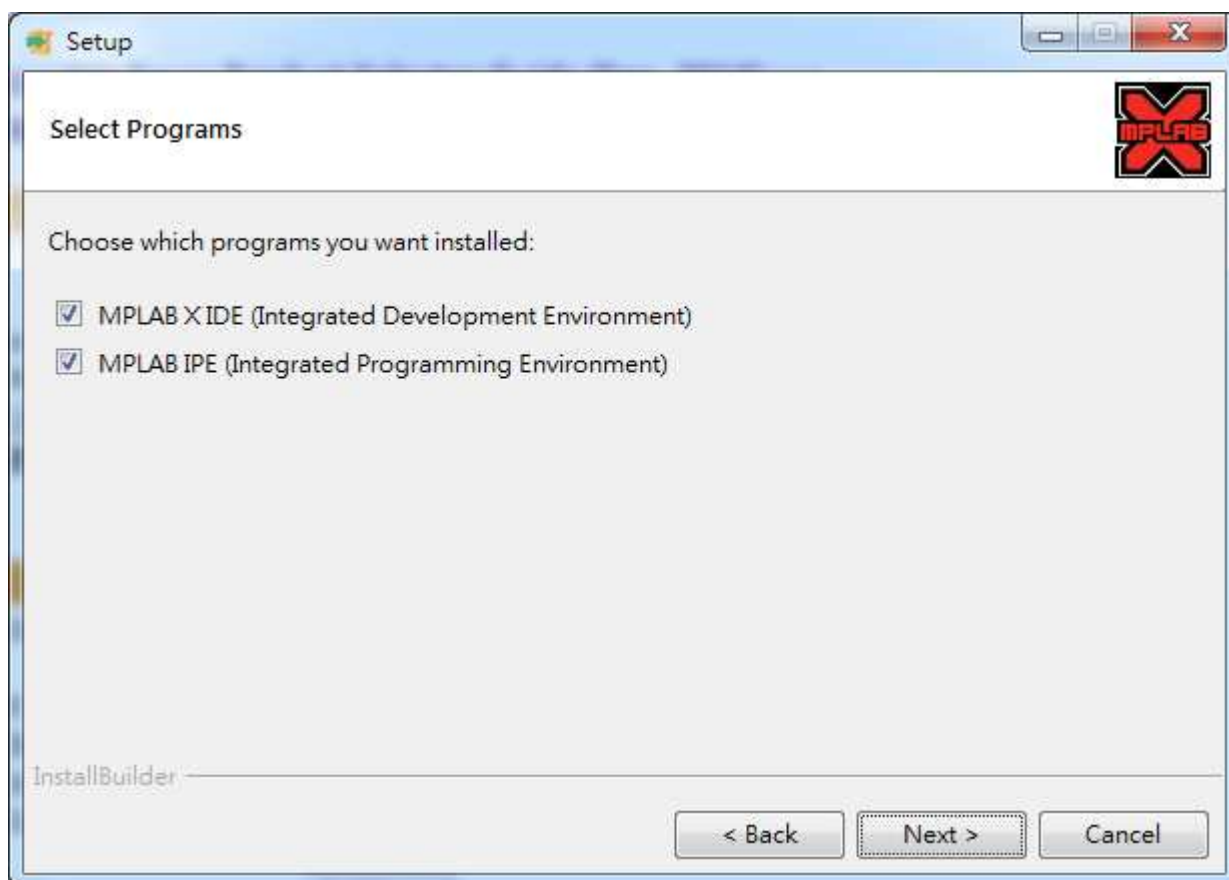 Setup
Select Programs
MPLAB
Choose which programs you want installed:
MPLAB X IDE (Integrated Development Environment)
MPLAB IPE (Integrated Programming Environment)
InstallBuilder
< Back Next > Cancel